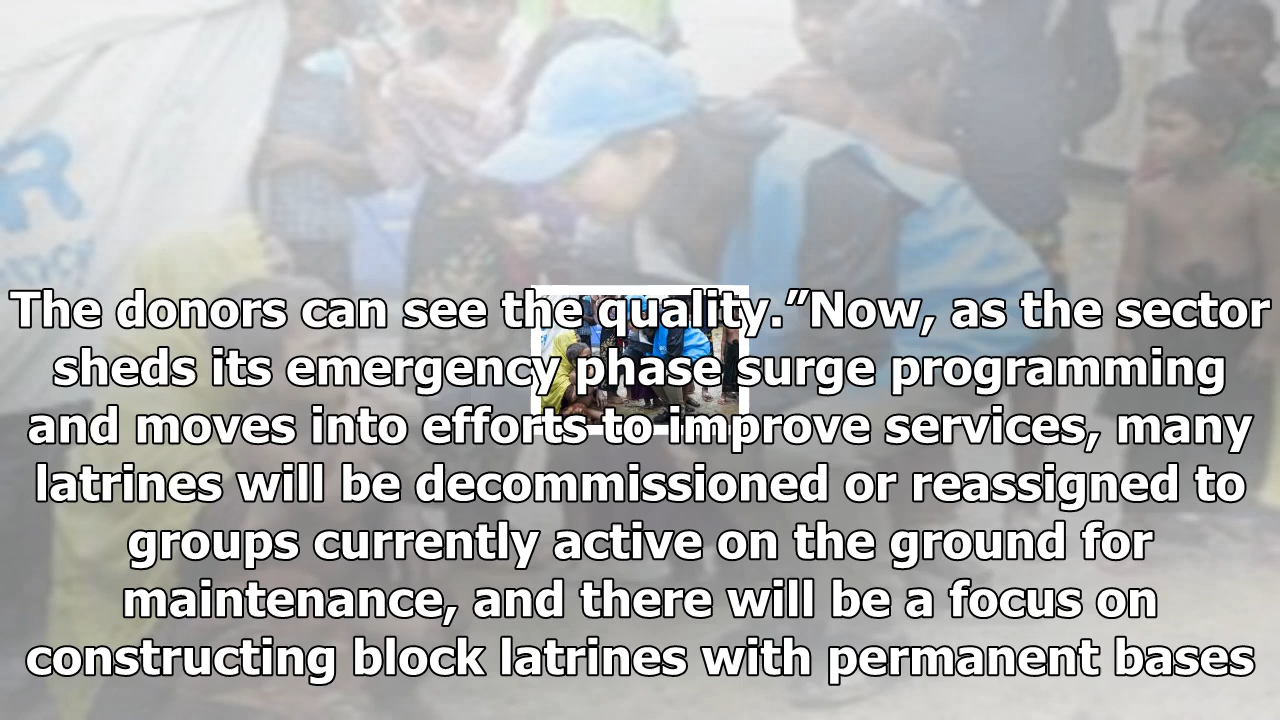 The donors can see the quality.”Now, as the sector
sheds its emergency phase surge programming
and moves into efforts to improve services, many
latrines will be decommissioned or reassigned to
groups currently active on the ground for
maintenance, and there will be a focus on
constructing block latrines with permanent bases